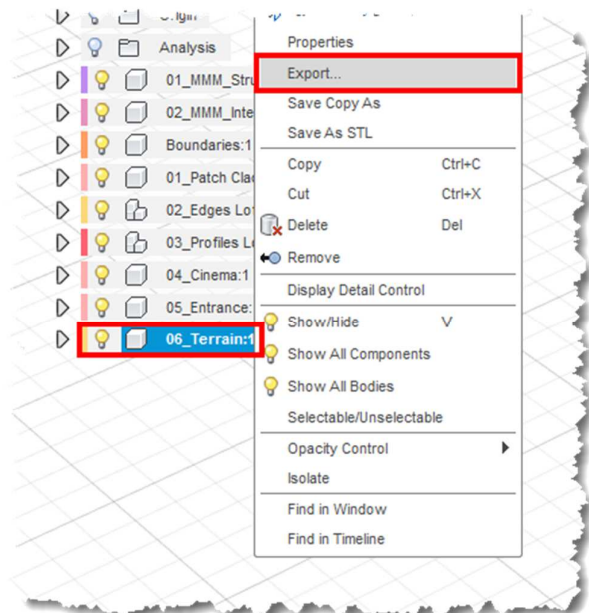 Origin
Analysis
01_MMM_Stru
02_MMM_Inte
Boundaries:1
01_Patch Clad
02_Edges Lof
03_Profiles L
04_Cinema:1
05_Entrance:
06_Terrain:1
Properties
Export...
Save Copy As
Save As STL
Copy Ctrl+C
Cut Ctrl+X
Delete Del
Remove
Display Detail Control
Show/Hide V
Show All Components
Show All Bodies
Selectable/Unselectable
Opacity Control
Isolate
Find in Window
Find in Timeline